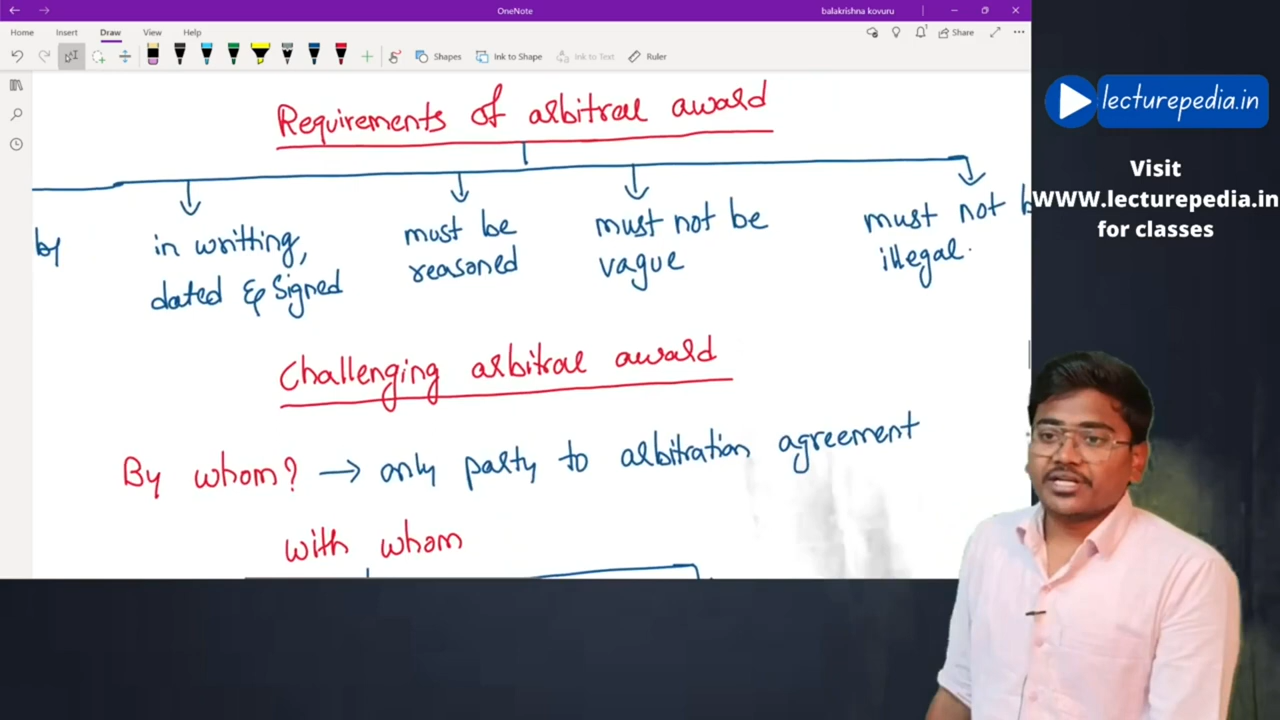 OneNote
balakrishna kovuru
Home Insert Draw View Help
Share
Shapes Ink to Shape Ink to Text Ruler
Requirements of arbitral award
by
in writting,
dated & signed
must be
reasoned
must not be
vague
must not b
illegal.
Challenging arbitral award
By whom? → only party to arbitration agreement
with whom
lecturepedia.in
Visit
WWW.lecturepedia.in
for classes